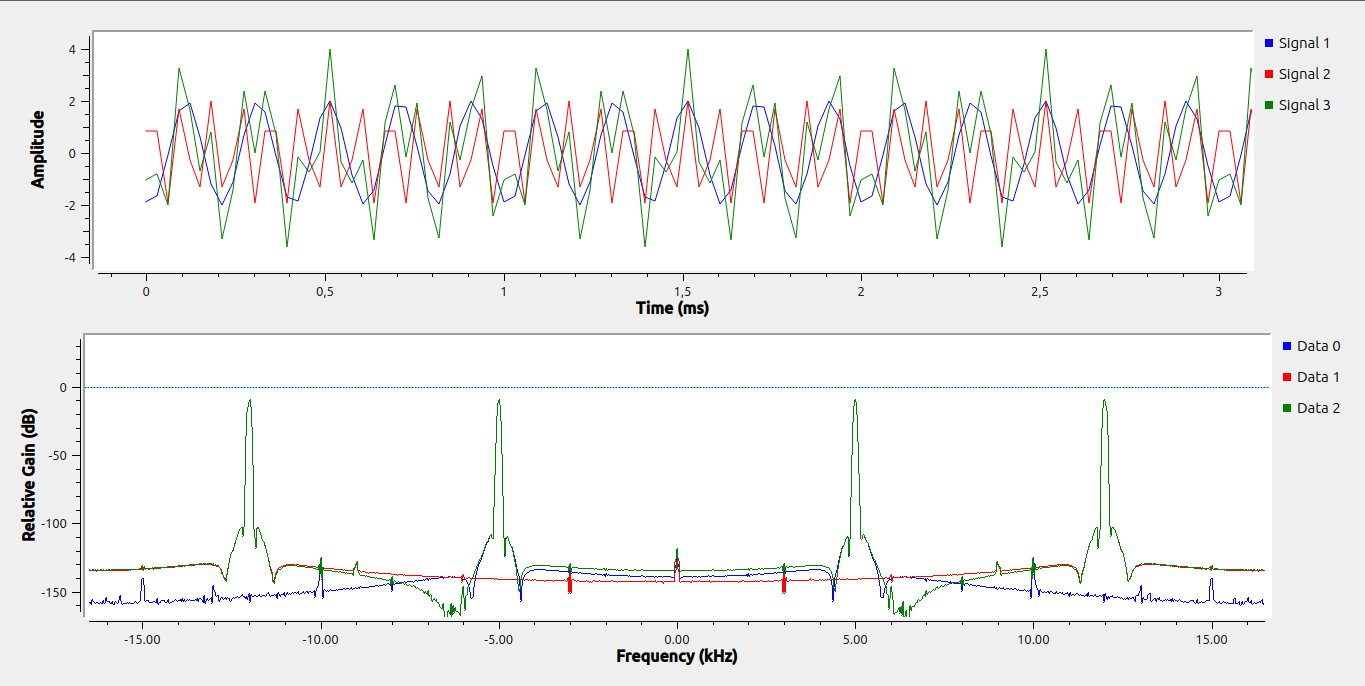 Signal 1
Signal 2
Signal 3
Amplitude
4
2
0
-2
-4
0 0,5 1 1,5 2 2,5 3
Time (ms)
Data 0
Data 1
Data 2
Relative Gain (dB)
0
-50
-100
-150
-15.00 -10.00 -5.00 0.00 5.00 10.00 15.00
Frequency (kHz)